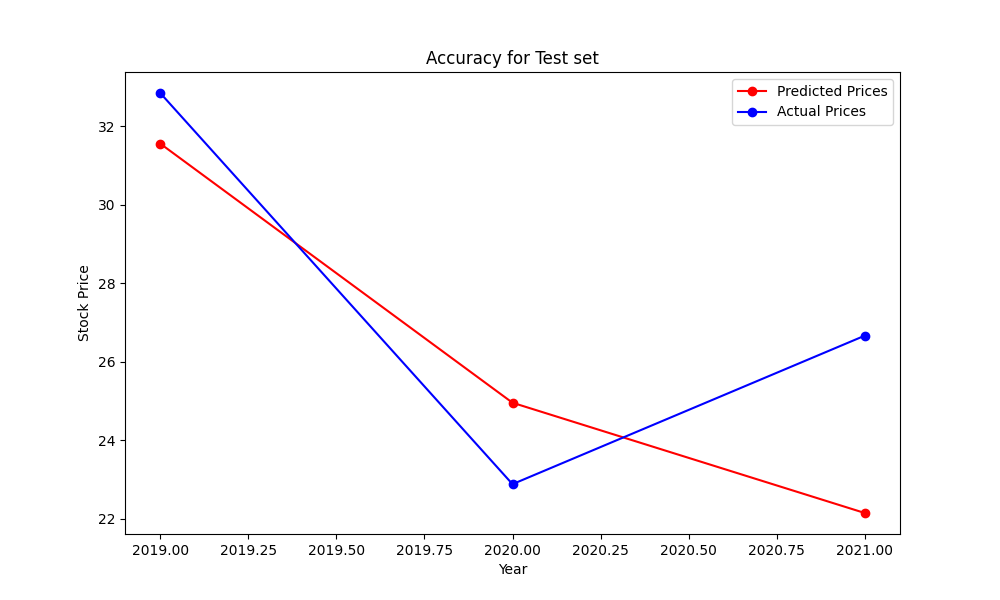 Accuracy for Test set
Predicted Prices
Actual Prices
32
30
28
26
24
22
Stock Price
2019.00 2019.25 2019.50 2019.75 2020.00 2020.25 2020.50 2020.75 2021.00
Year